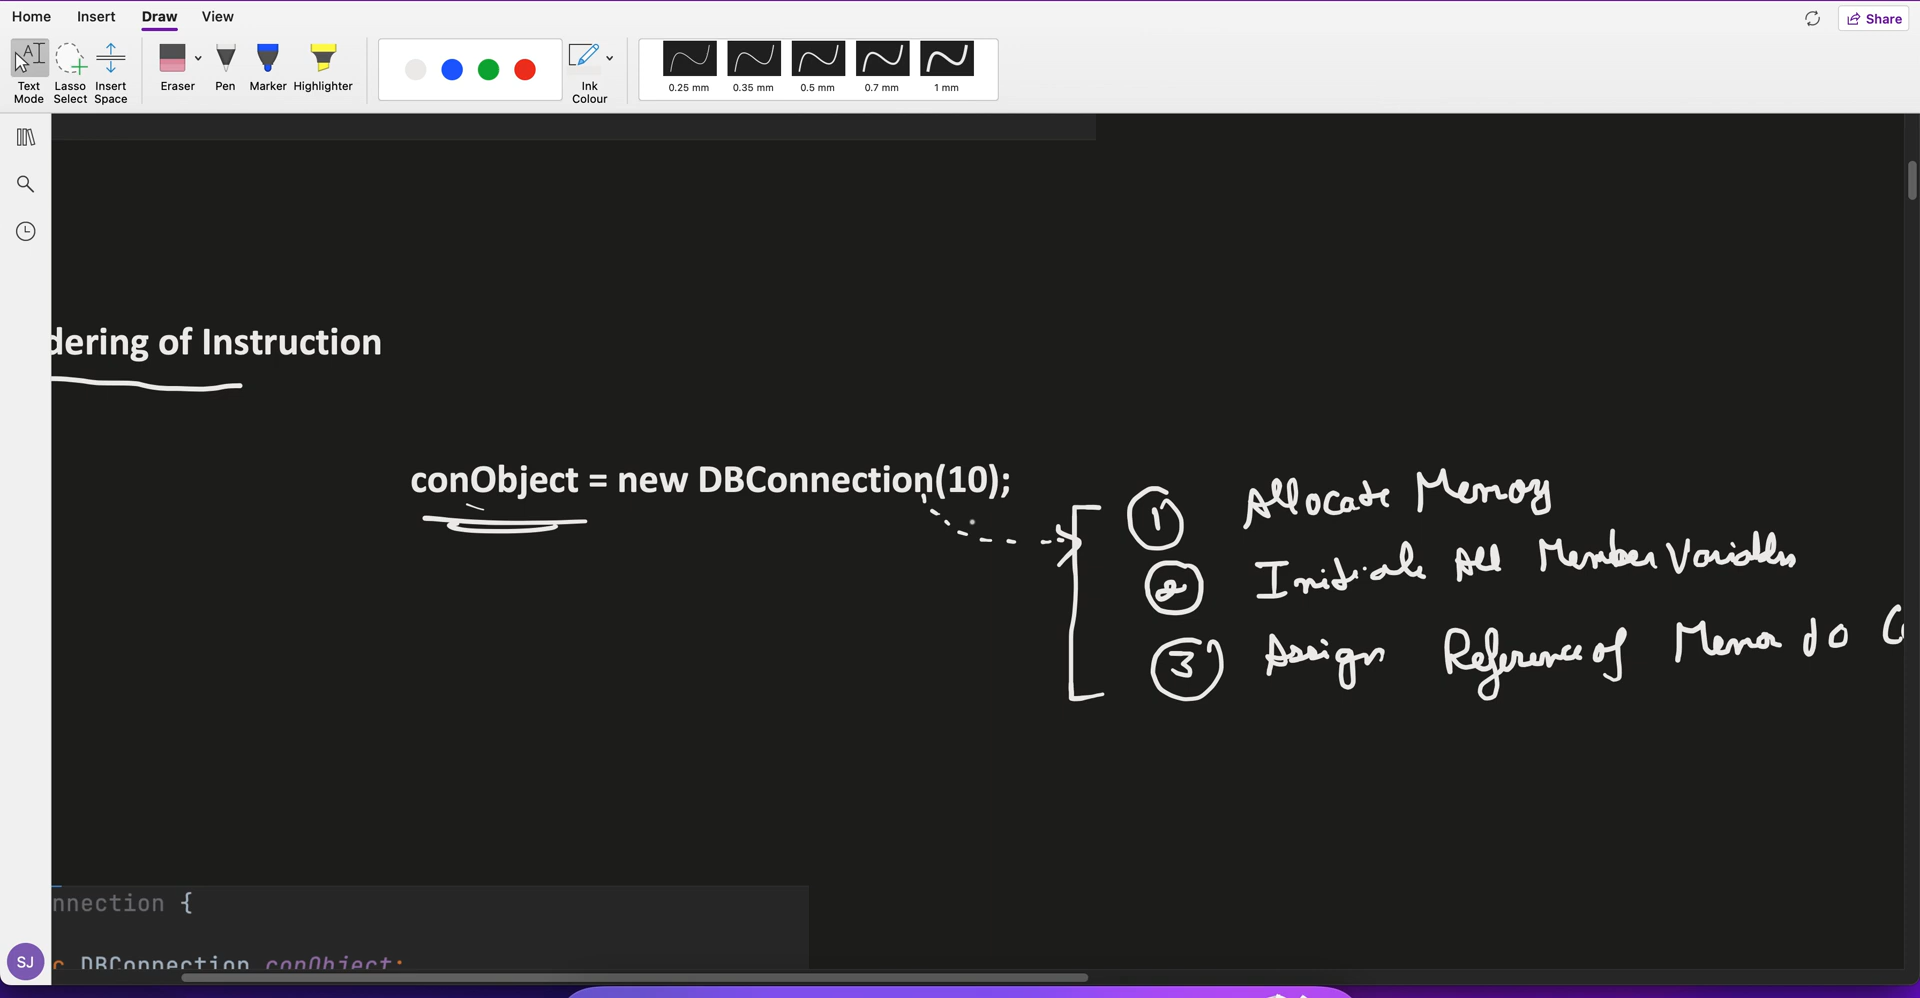 Home Insert Draw View
Share
Text Mode
Lasso Select
Insert Space
Eraser
Pen
Marker
Highlighter
Ink Colour
0.25 mm
0.35 mm
0.5 mm
0.7 mm
1 mm
dering of Instruction
conObject = new DBConnection(10);
1 Allocate Memory
2 Initiale All Member Variables
3 Assign Reference of Memor to C
nnection {
c DBConnection conObject;
SJ